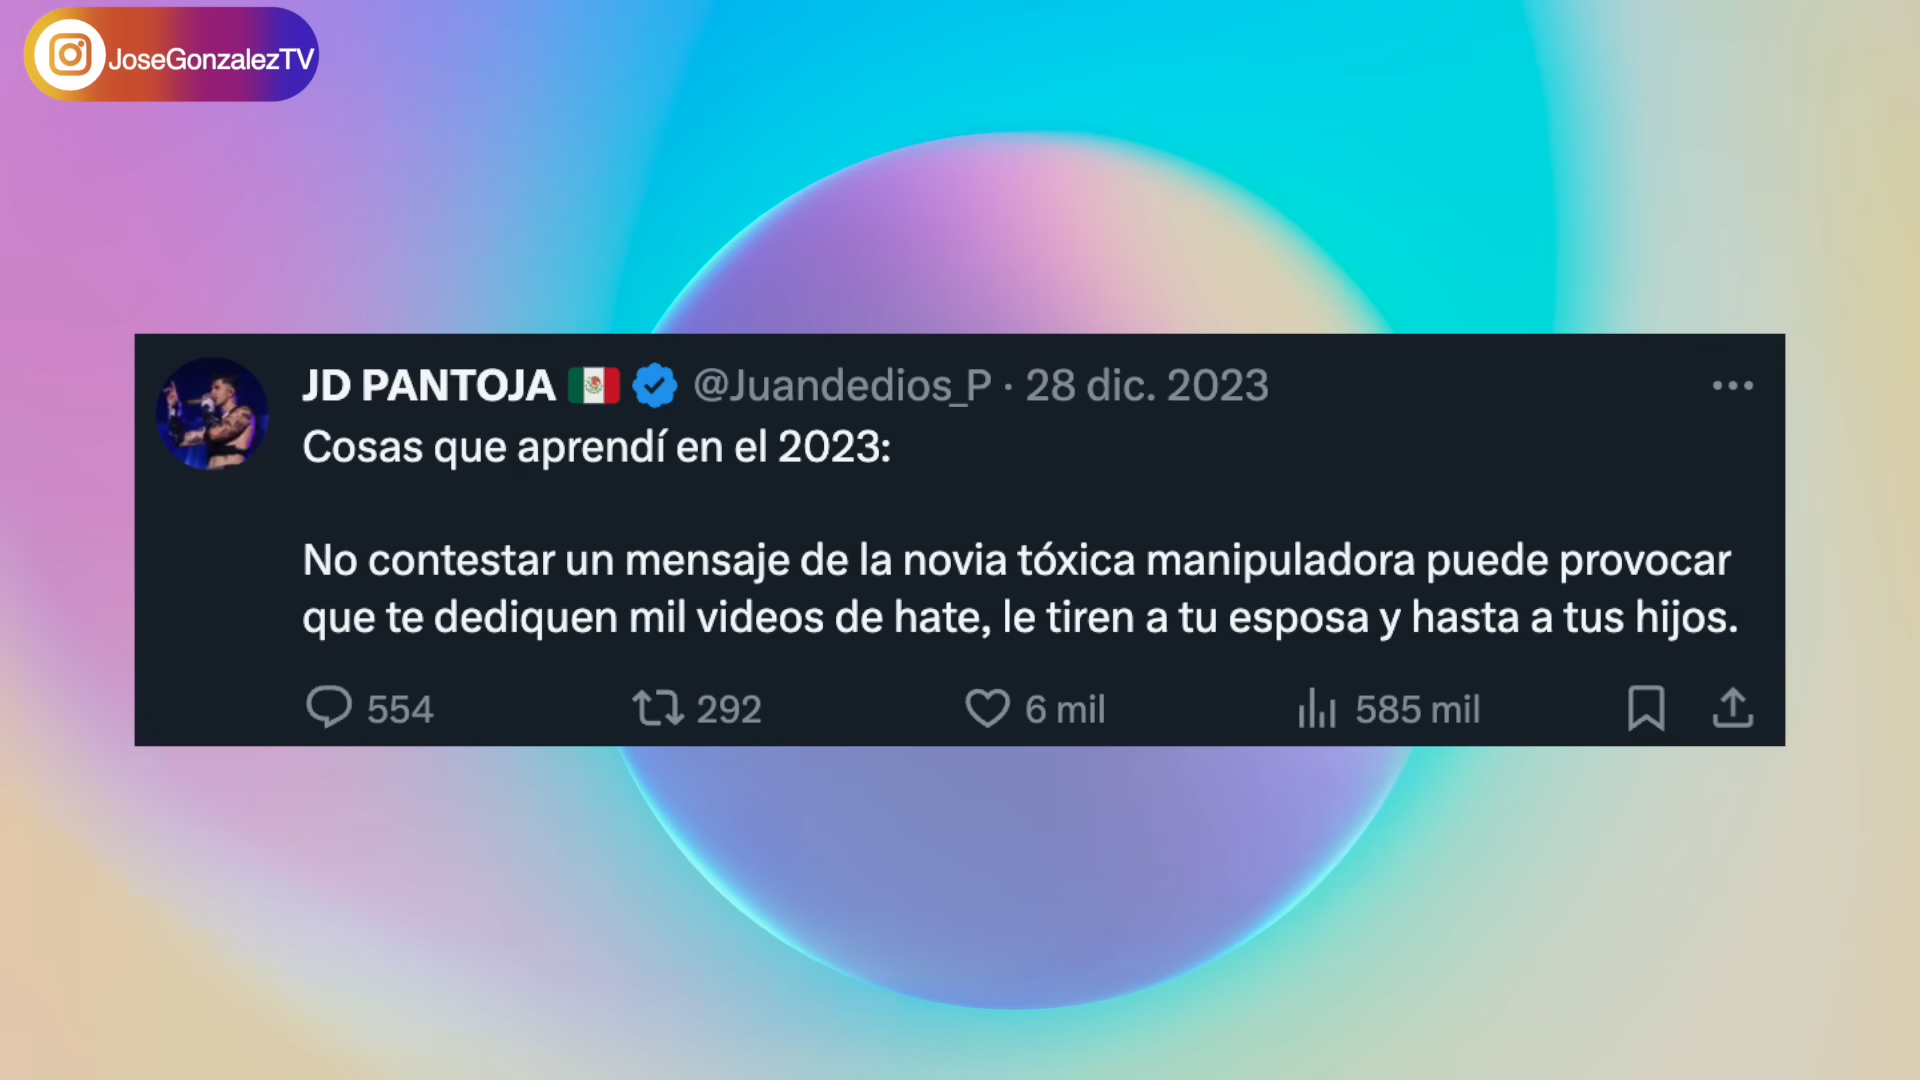 JoseGonzalezTV
JD PANTOJA 🇲🇽 @Juandedios_P · 28 dic. 2023
Cosas que aprendí en el 2023:
No contestar un mensaje de la novia tóxica manipuladora puede provocar
que te dediquen mil videos de hate, le tiren a tu esposa y hasta a tus hijos.
554 292 6 mil 585 mil